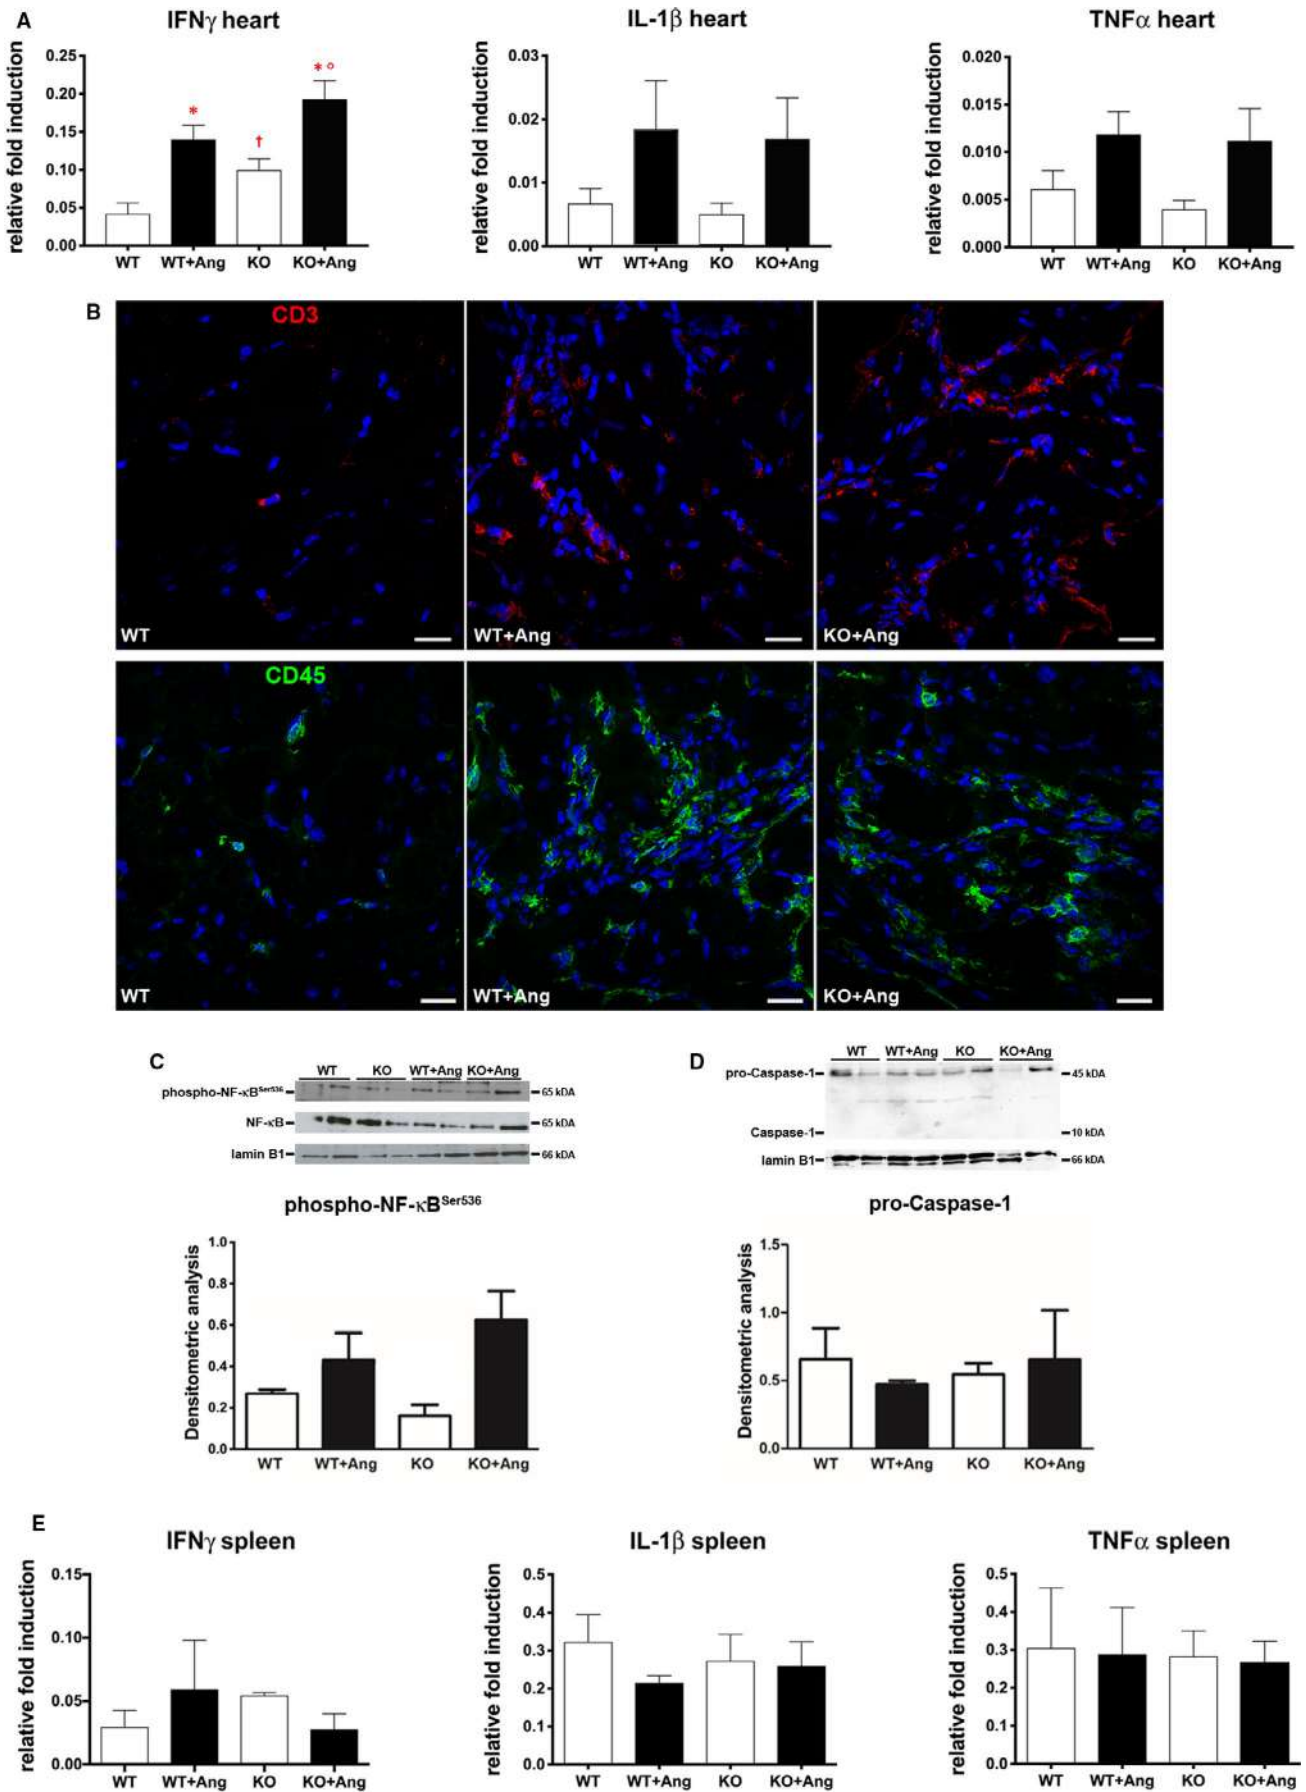 A
IFNγ heart
relative fold induction
0.25
0.20
0.15
0.10
0.05
0.00
*
†
* °
WT WT+Ang KO KO+Ang
IL-1β heart
relative fold induction
0.03
0.02
0.01
0.00
WT WT+Ang KO KO+Ang
TNFα heart
relative fold induction
0.020
0.015
0.010
0.005
0.000
WT WT+Ang KO KO+Ang
B
CD3
WT
WT+Ang
KO+Ang
CD45
WT
WT+Ang
KO+Ang
C
WT KO WT+Ang KO+Ang
phospho-NF-κB^Ser536 65 kDA
NF-κB 65 kDA
lamin B1 66 kDA
phospho-NF-κB^Ser536
Densitometric analysis
1.0
0.8
0.6
0.4
0.2
0.0
WT WT+Ang KO KO+Ang
D
WT WT+Ang KO KO+Ang
pro-Caspase-1 45 kDA
Caspase-1 10 kDA
lamin B1 66 kDA
pro-Caspase-1
Densitometric analysis
1.5
1.0
0.5
0.0
WT WT+Ang KO KO+Ang
E
IFNγ spleen
relative fold induction
0.15
0.10
0.05
0.00
WT WT+Ang KO KO+Ang
IL-1β spleen
relative fold induction
0.5
0.4
0.3
0.2
0.1
0.0
WT WT+Ang KO KO+Ang
TNFα spleen
relative fold induction
0.5
0.4
0.3
0.2
0.1
0.0
WT WT+Ang KO KO+Ang